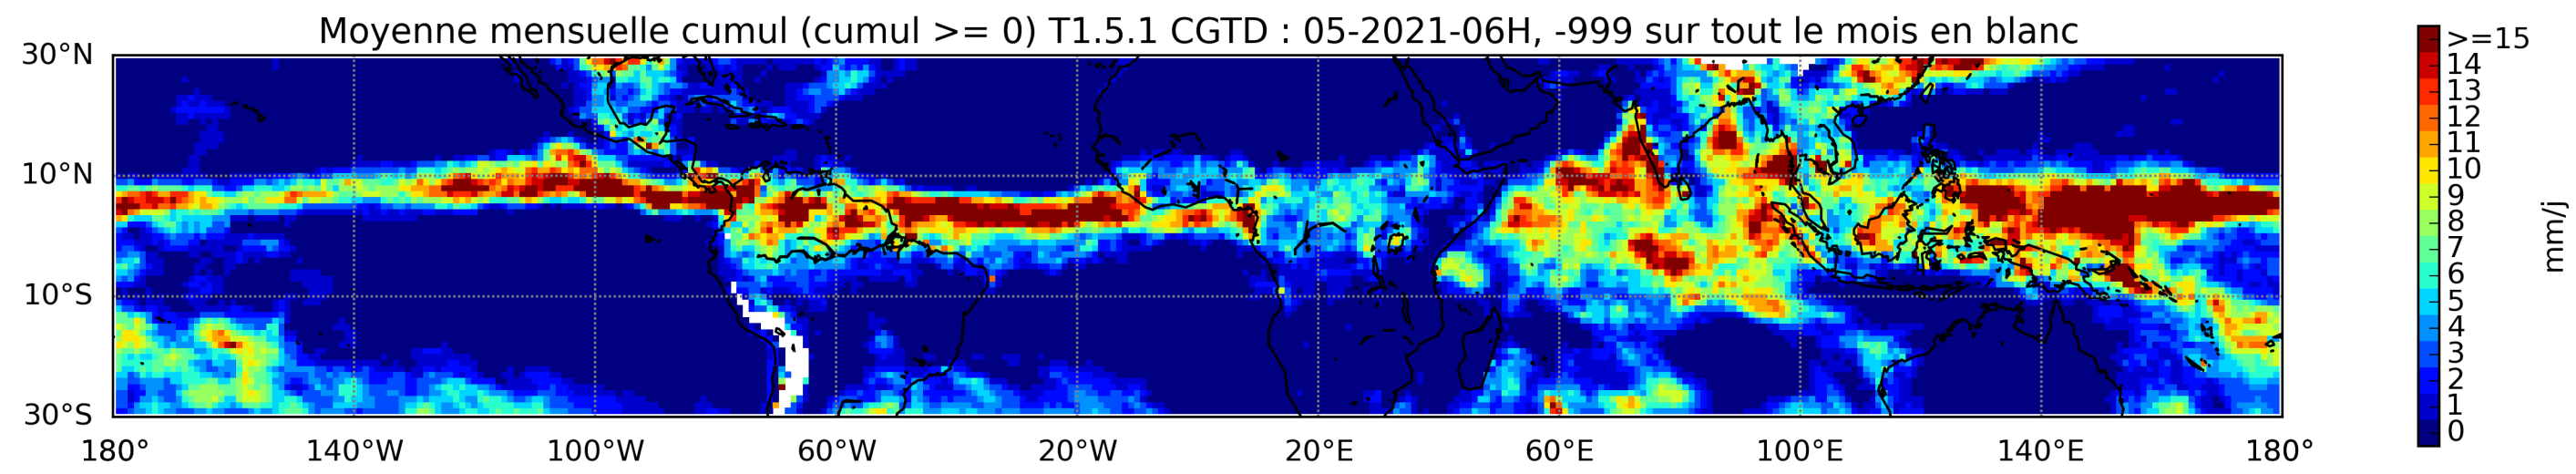 Moyenne mensuelle cumul (cumul >= 0) T1.5.1 CGTD : 05-2021-06H, -999 sur tout le mois en blanc
30°N
10°N
10°S
30°S
180°
140°W
100°W
60°W
20°W
20°E
60°E
100°E
140°E
180°
>=15
14
13
12
11
10
9
8
7
6
5
4
3
2
1
0
mm/j